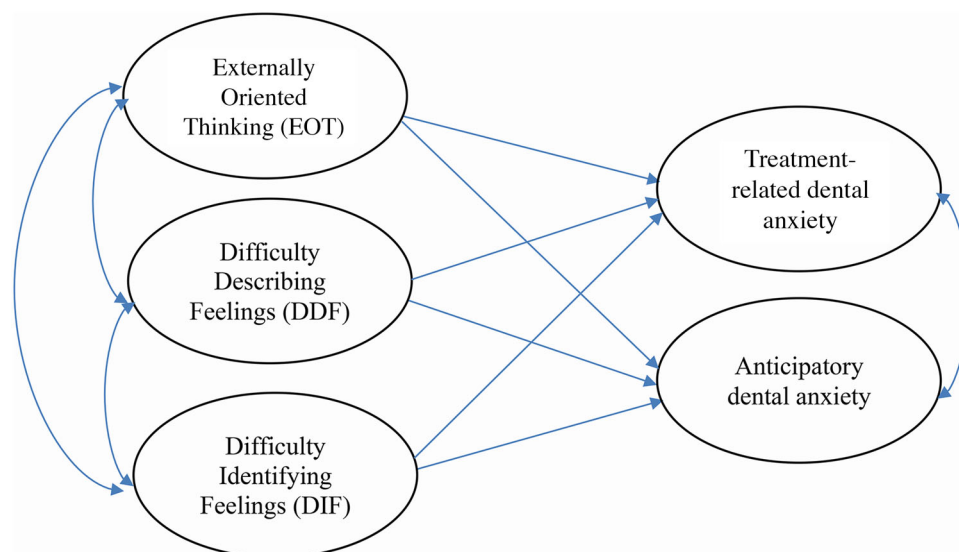 Externally
Oriented
Thinking (EOT)
Difficulty
Describing
Feelings (DDF)
Difficulty
Identifying
Feelings (DIF)
Treatment-
related dental
anxiety
Anticipatory
dental anxiety